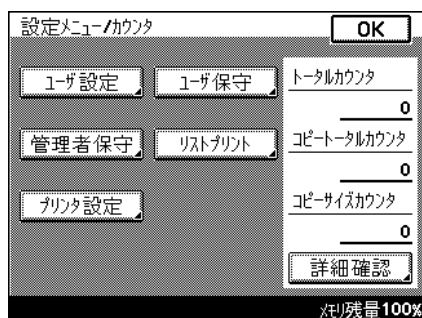 設定ﾒﾆｭｰ/ｶｳﾝﾀ
OK
ﾕｰｻﾞ設定
ﾕｰｻﾞ保守
管理者保守
ﾘｽﾄﾌﾟﾘﾝﾄ
ﾌﾟﾘﾝﾀ設定
ﾄｰﾀﾙｶｳﾝﾀ
0
ｺﾋﾟｰﾄｰﾀﾙｶｳﾝﾀ
0
ｺﾋﾟｰｻｲｽﾞｶｳﾝﾀ
0
詳細確認
ﾒﾓﾘ残量100%